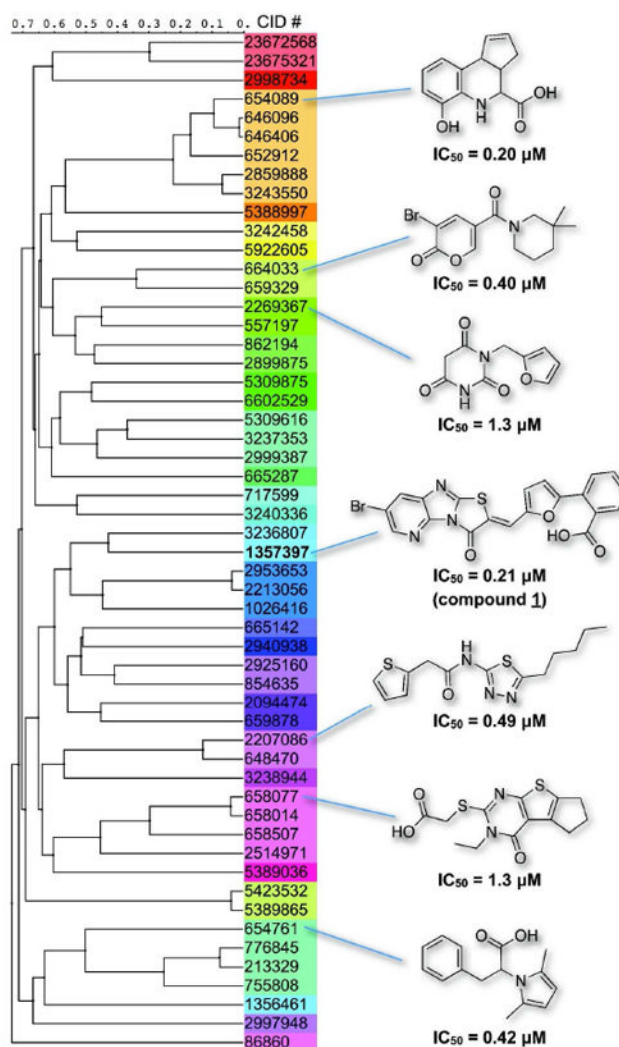 0.7 0.6 0.5 0.4 0.3 0.2 0.1 0. CID #
23672568
23675321
2998734
654089
646096
646406
652912
2859888
3243550
5388997
3242458
5922605
664033
659329
2269367
557197
862194
2899875
5309875
6602529
5309616
3237353
2999387
665287
717599
3240336
3236807
1357397
2953653
2213056
1026416
665142
2940938
2925160
854635
2094474
659878
2207086
648470
3238944
658077
658014
658507
2514971
5389036
5423532
5389865
654761
776845
213329
755808
1356461
2997948
86860
OH
N
H
OH
O
IC₅₀ = 0.20 µM
O
Br
N
O
O
IC₅₀ = 0.40 µM
O
N
O
O
N
H
O
IC₅₀ = 1.3 µM
Br
N
S
N
N
O
O
HO
O
IC₅₀ = 0.21 µM
(compound 1)
S
H
N
S
O
N
N
IC₅₀ = 0.49 µM
O
S
N
S
HO
N
O
IC₅₀ = 1.3 µM
O
OH
N
IC₅₀ = 0.42 µM